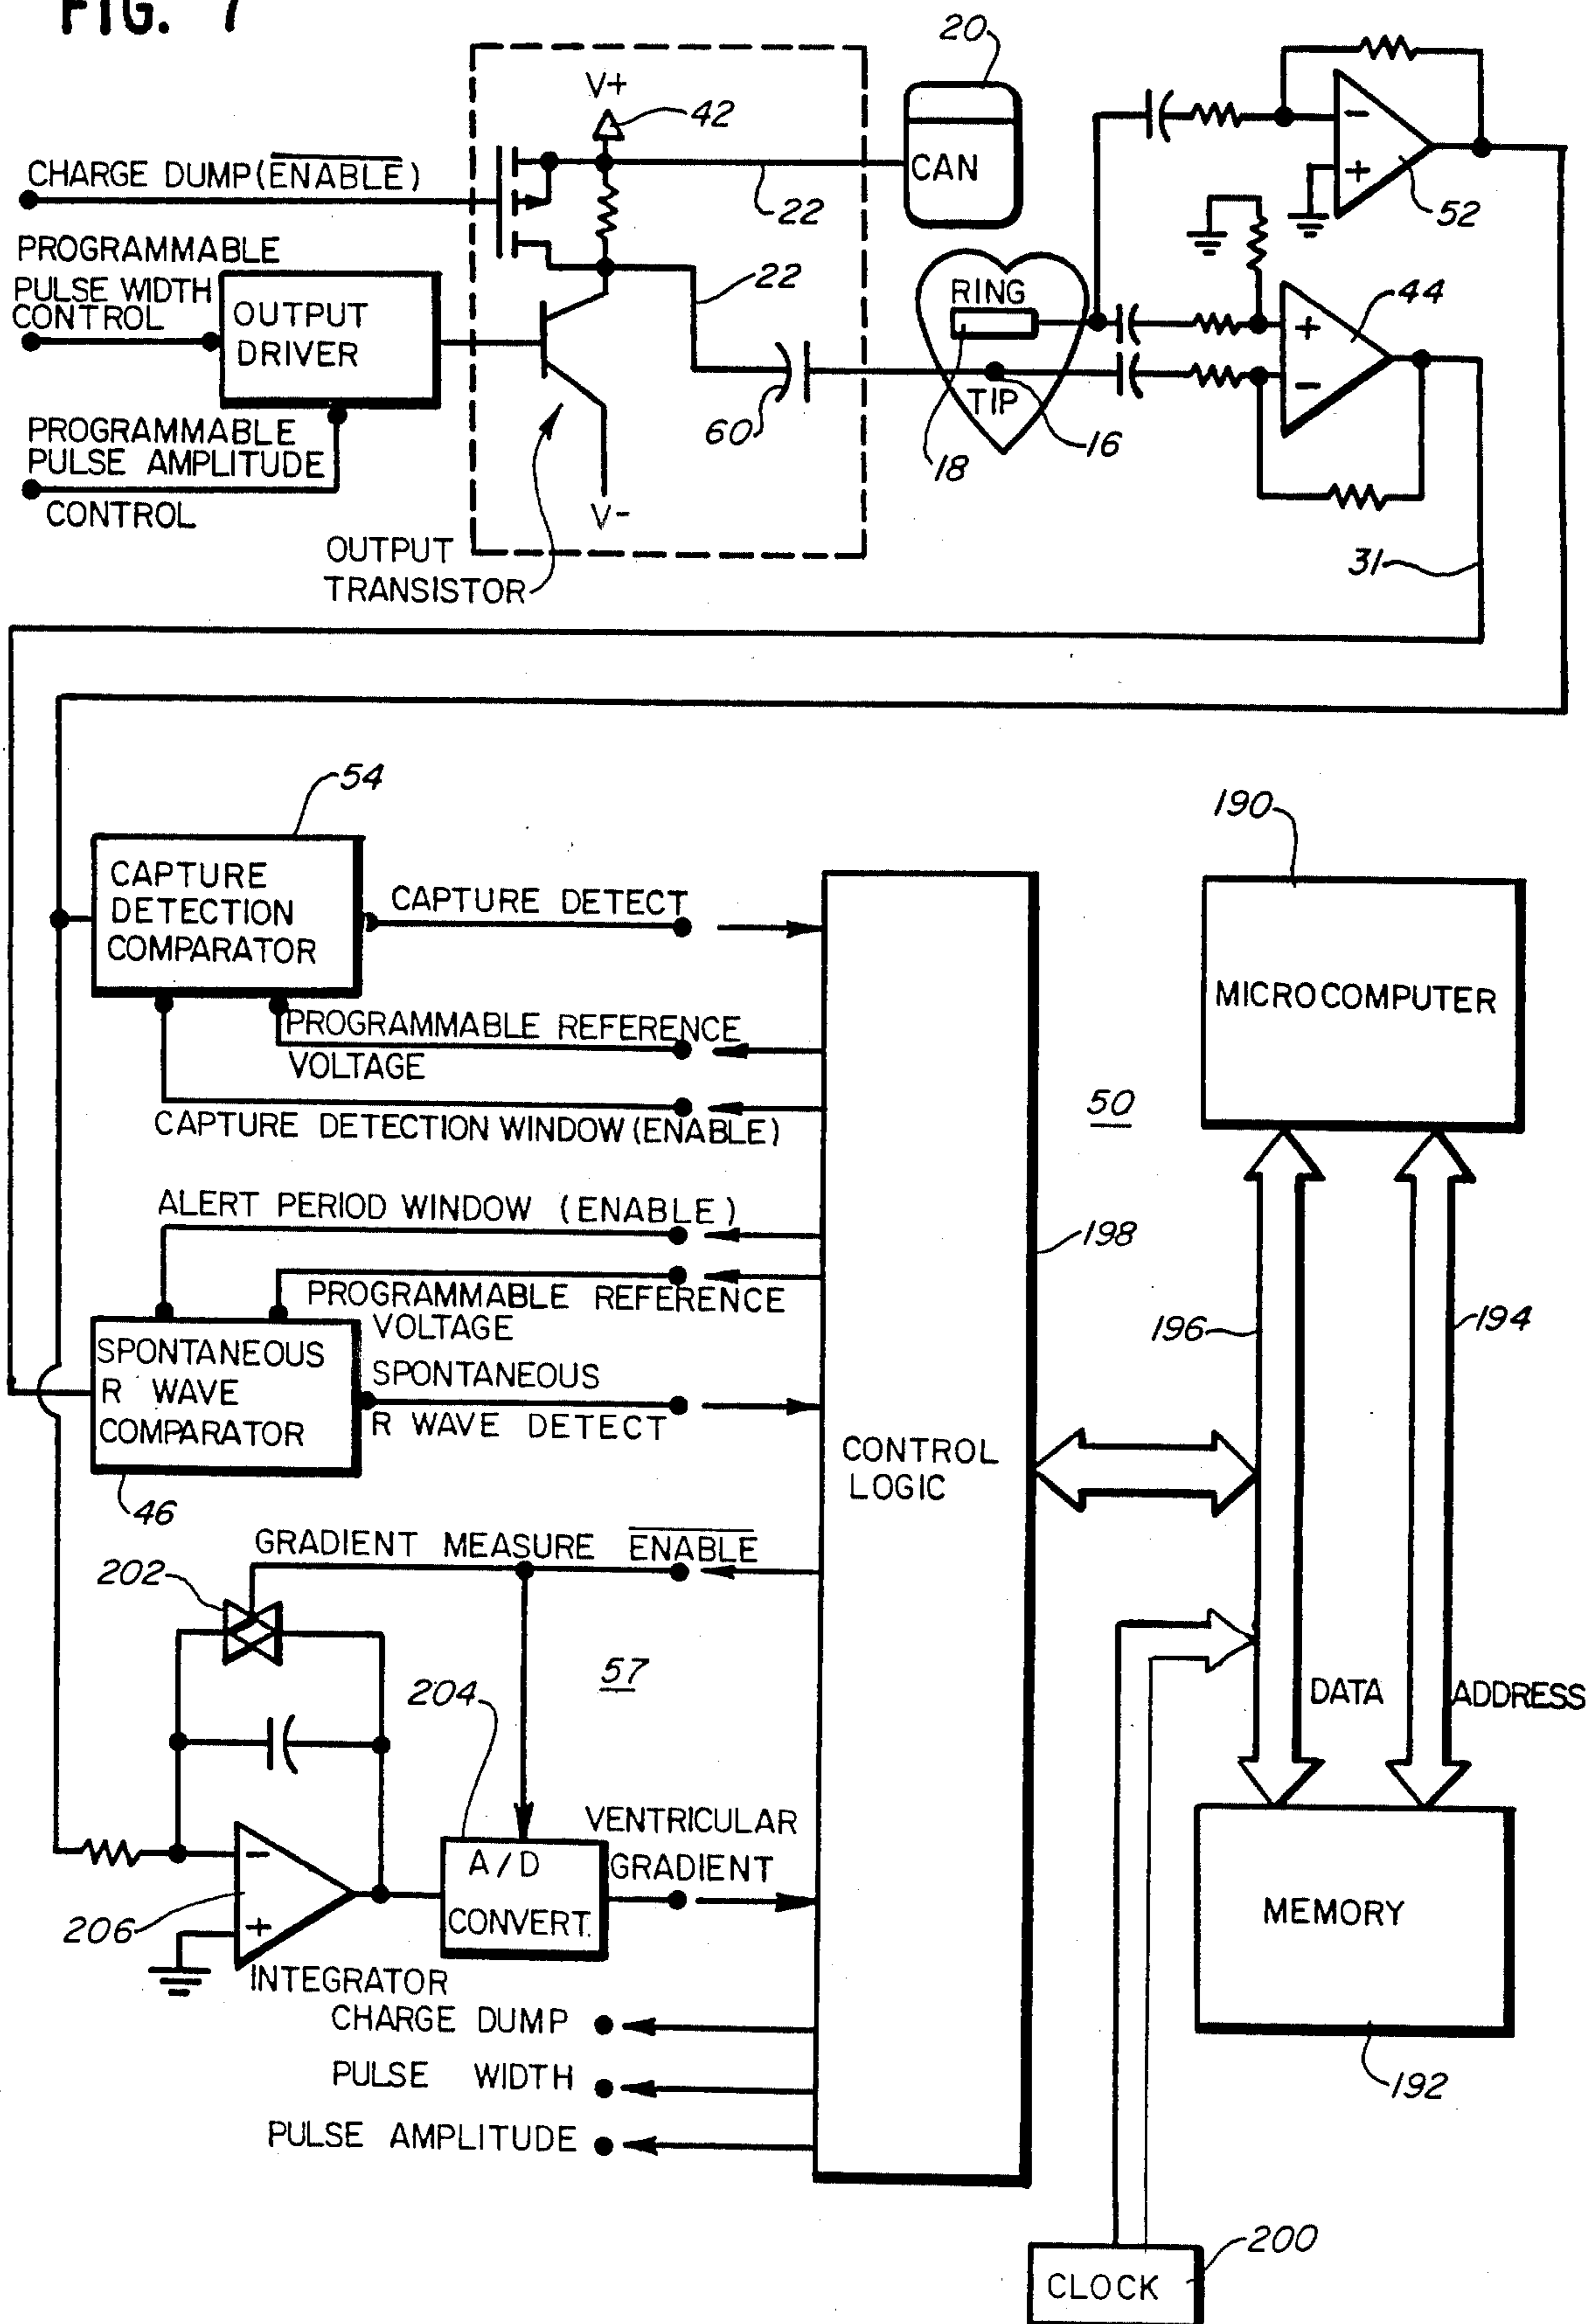 FIG. 7
20
V+
42
CHARGE DUMP (ENABLE)
CAN
22
52
PROGRAMMABLE
PULSE WIDTH
CONTROL
OUTPUT
DRIVER
22
RING
44
TIP
60
18
16
PROGRAMMABLE
PULSE AMPLITUDE
CONTROL
V-
OUTPUT
TRANSISTOR
31
54
190
CAPTURE
DETECTION
COMPARATOR
CAPTURE DETECT
MICROCOMPUTER
PROGRAMMABLE REFERENCE
VOLTAGE
50
CAPTURE DETECTION WINDOW (ENABLE)
ALERT PERIOD WINDOW (ENABLE)
198
PROGRAMMABLE REFERENCE
VOLTAGE
196
194
SPONTANEOUS
R WAVE
COMPARATOR
SPONTANEOUS
R WAVE DETECT
CONTROL
LOGIC
46
GRADIENT MEASURE ENABLE
202
57
204
DATA
ADDRESS
VENTRICULAR
GRADIENT
A/D
CONVERT.
-
+
206
MEMORY
INTEGRATOR
CHARGE DUMP
PULSE WIDTH
192
PULSE AMPLITUDE
200
CLOCK